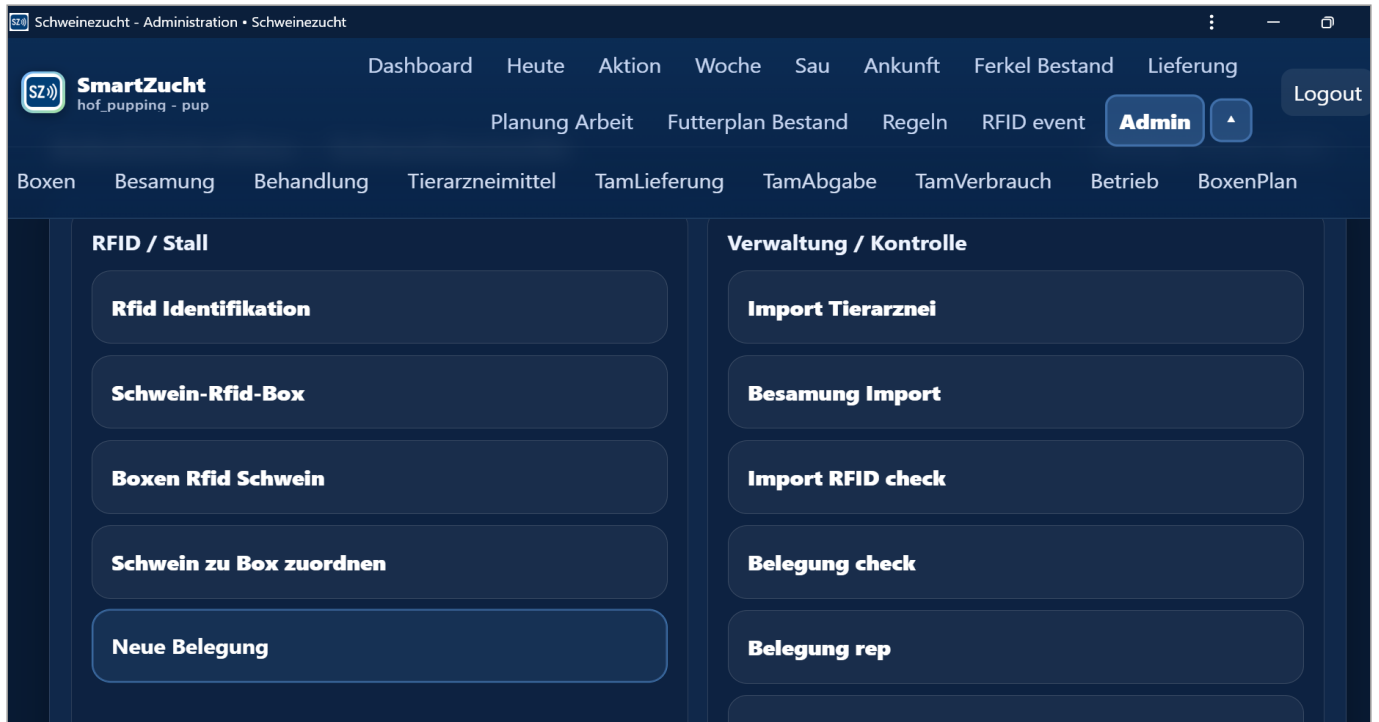 SZ Schweinezucht - Administration • Schweinezucht
SZ
SmartZucht
hof_pupping - pup
Dashboard Heute Aktion Woche Sau Ankunft Ferkel Bestand Lieferung
Logout
Planung Arbeit Futterplan Bestand Regeln RFID event Admin
Boxen Besamung Behandlung Tierarzneimittel TamLieferung TamAbgabe TamVerbrauch Betrieb BoxenPlan
RFID / Stall
Rfid Identifikation
Schwein-Rfid-Box
Boxen Rfid Schwein
Schwein zu Box zuordnen
Neue Belegung
Verwaltung / Kontrolle
Import Tierarznei
Besamung Import
Import RFID check
Belegung check
Belegung rep